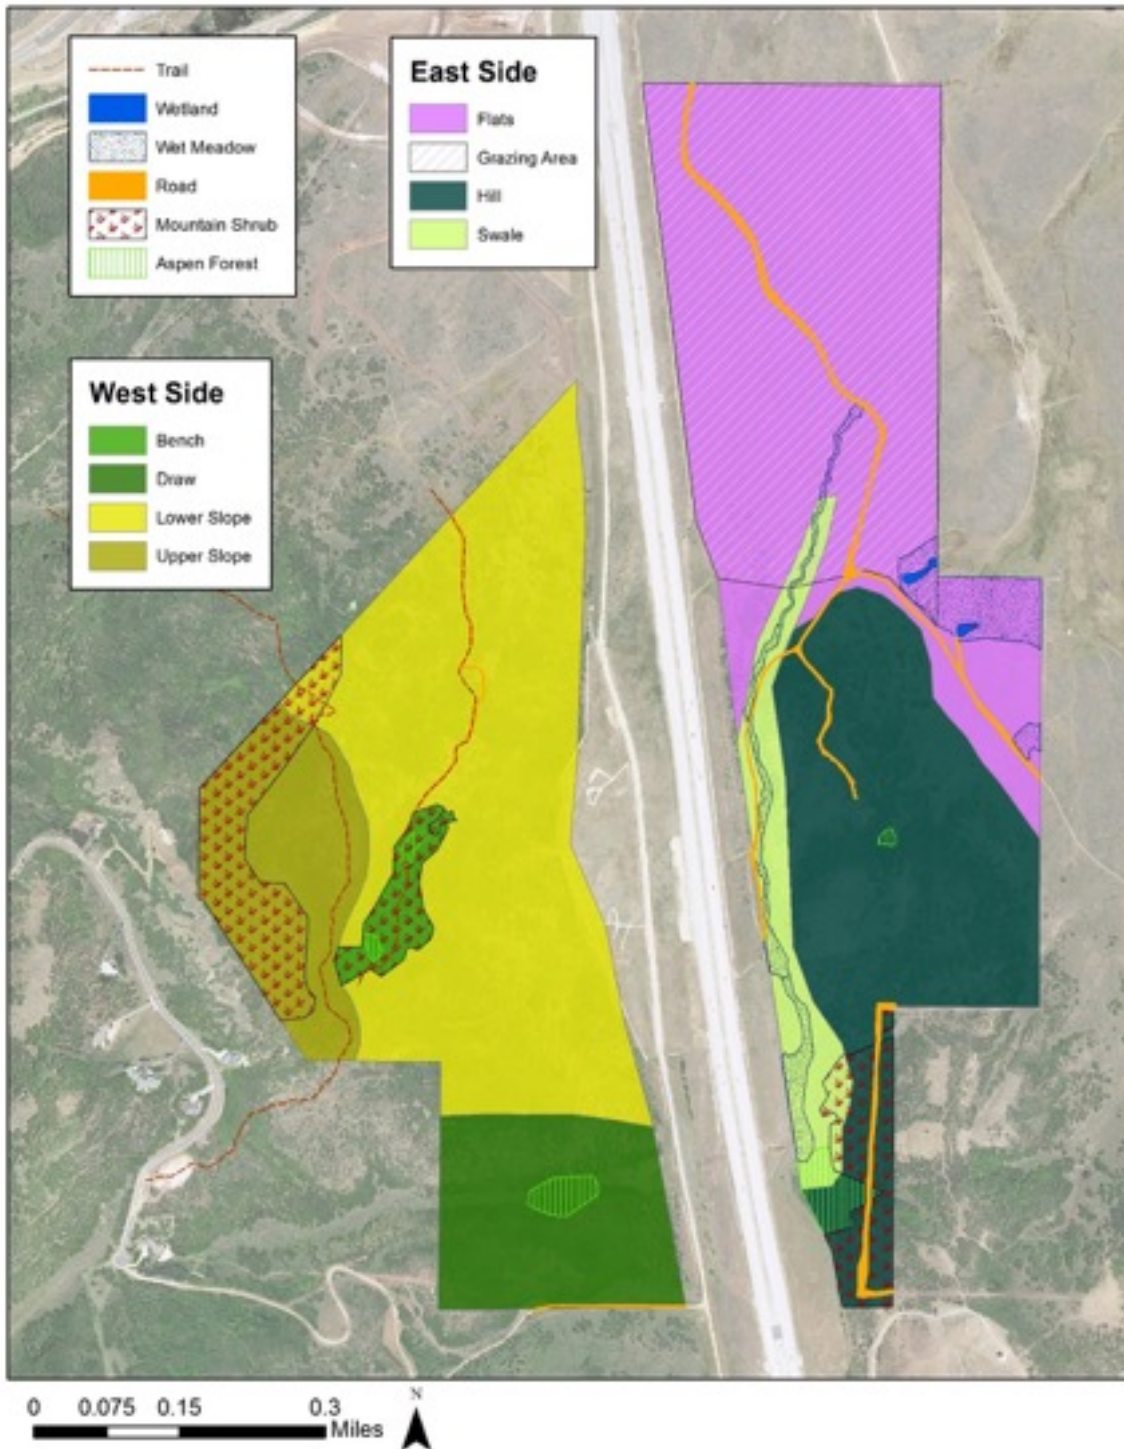 Trail
Wetland
Wet Meadow
Road
Mountain Shrub
Aspen Forest
East Side
Flats
Grazing Area
Hill
Swale
West Side
Bench
Draw
Lower Slope
Upper Slope
0 0.075 0.15 0.3
Miles
N